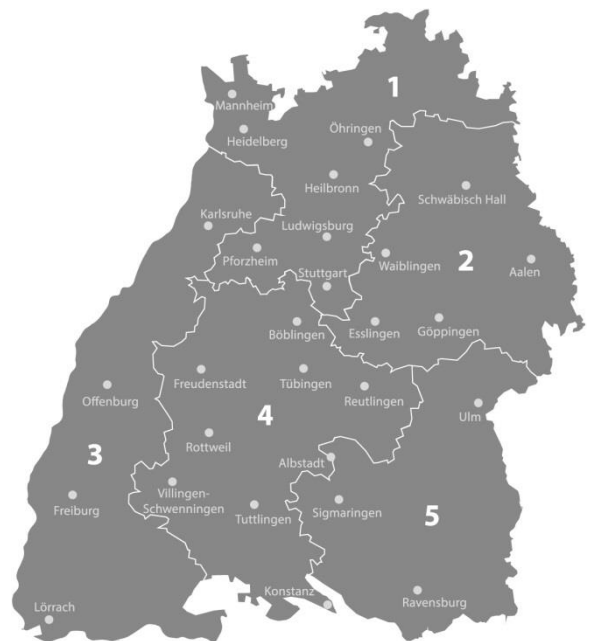 1
Mannheim
Öhringen
Heidelberg
Heilbronn
Schwäbisch Hall
Karlsruhe
Ludwigsburg
Pforzheim
Waiblingen
2
Aalen
Stuttgart
Böblingen
Esslingen
Göppingen
Freudenstadt
Tübingen
Reutlingen
Offenburg
4
Ulm
Rottweil
3
Albstadt
Villingen-
Schwenningen
Freiburg
Tuttlingen
Sigmaringen
5
Konstanz
Ravensburg
Lörrach